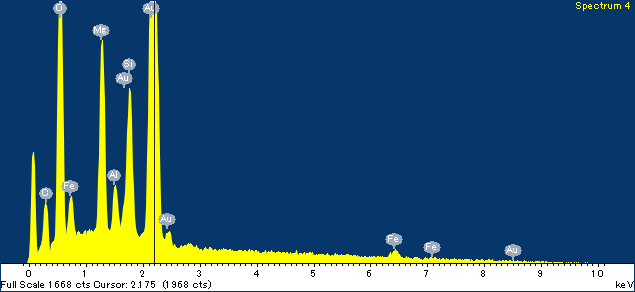 Spectrum 4
O
Au
Mg
Si
Au
Al
Fe
Au
Fe
Fe
Au
0 1 2 3 4 5 6 7 8 9 10
Full Scale 1668 cts Cursor: 2.175 (1968 cts) keV